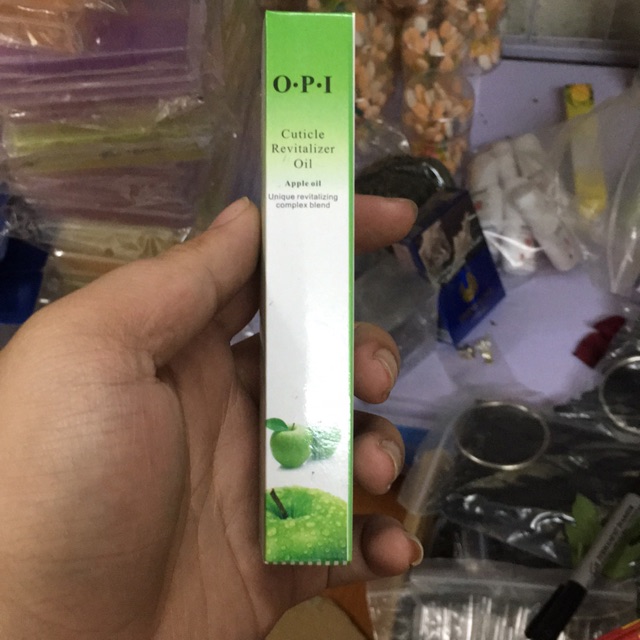 O·P·I
Cuticle
Revitalizer
Oil
Apple oil
Unique revitalizing
complex blend